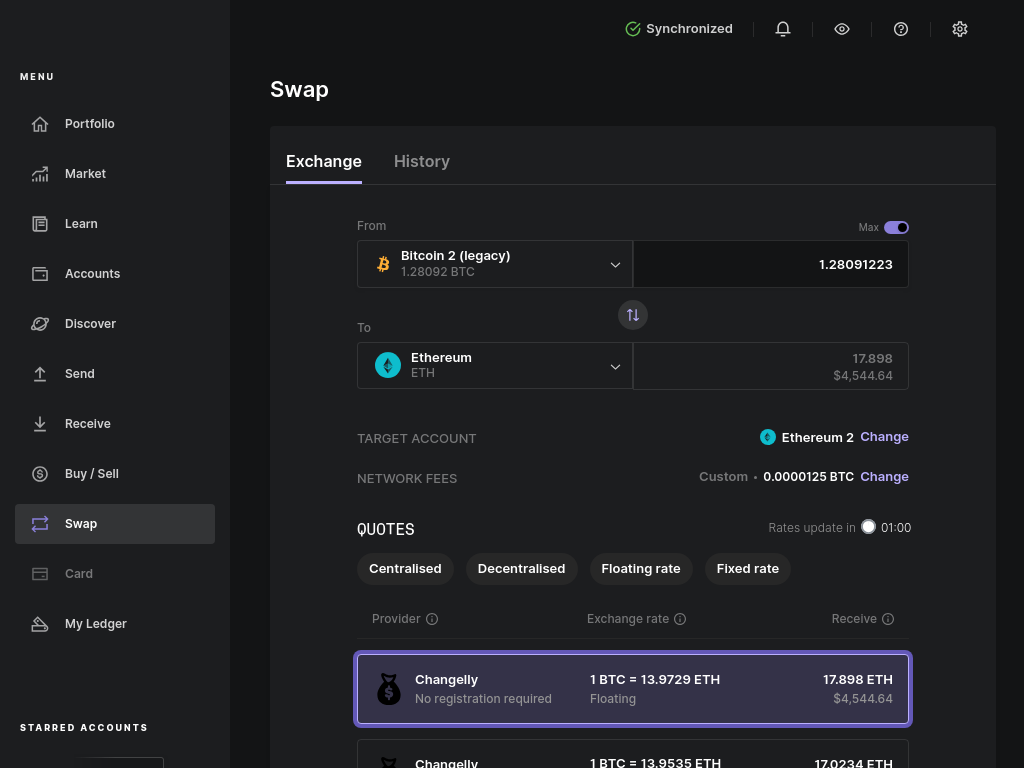 Synchronized
MENU
Portfolio
Market
Learn
Accounts
Discover
Send
Receive
Buy / Sell
Swap
Card
My Ledger
STARRED ACCOUNTS
Swap
Exchange
History
From
Max
Bitcoin 2 (legacy)
1.28092 BTC
1.28091223
To
Ethereum
ETH
17.898
$4,544.64
TARGET ACCOUNT
Ethereum 2 Change
NETWORK FEES
Custom • 0.0000125 BTC Change
QUOTES
Rates update in 01:00
Centralised
Decentralised
Floating rate
Fixed rate
Provider
Exchange rate
Receive
Changelly
1 BTC = 13.9729 ETH
17.898 ETH
No registration required
Floating
$4,544.64
Changelly
1 BTC = 13.9535 ETH
17.0234 ETH